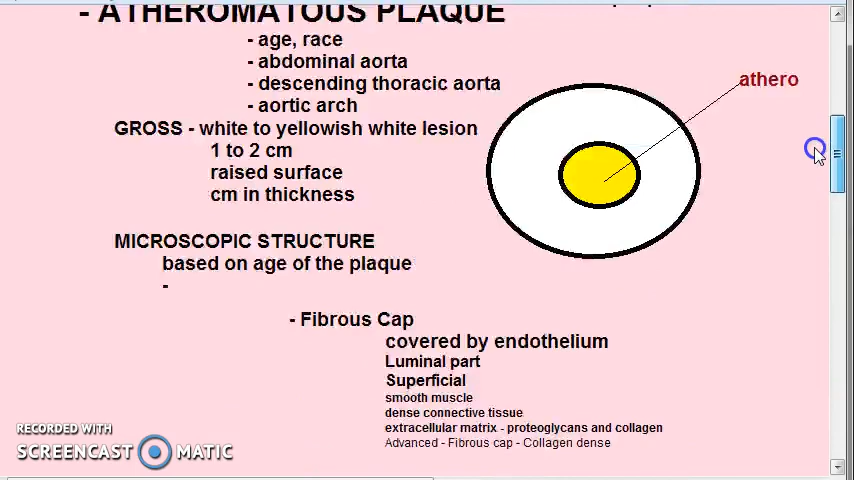 - ATHEROMATOUS PLAQUE
- age, race
- abdominal aorta
- descending thoracic aorta
- aortic arch
athero
GROSS - white to yellowish white lesion
1 to 2 cm
raised surface
cm in thickness
MICROSCOPIC STRUCTURE
based on age of the plaque
-
- Fibrous Cap
covered by endothelium
Luminal part
Superficial
smooth muscle
dense connective tissue
extracellular matrix - proteoglycans and collagen
Advanced - Fibrous cap - Collagen dense
RECORDED WITH
SCREENCAST MATIC